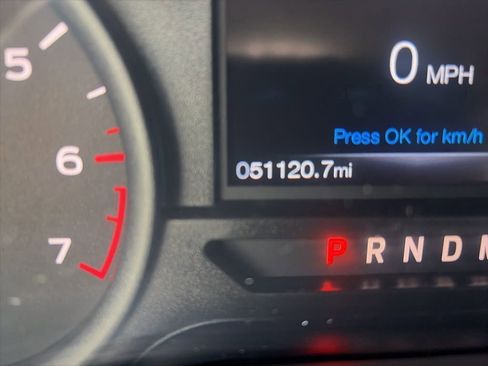 5
6
7
0 MPH
Press OK for km/h
051120.7mi
P R N D M